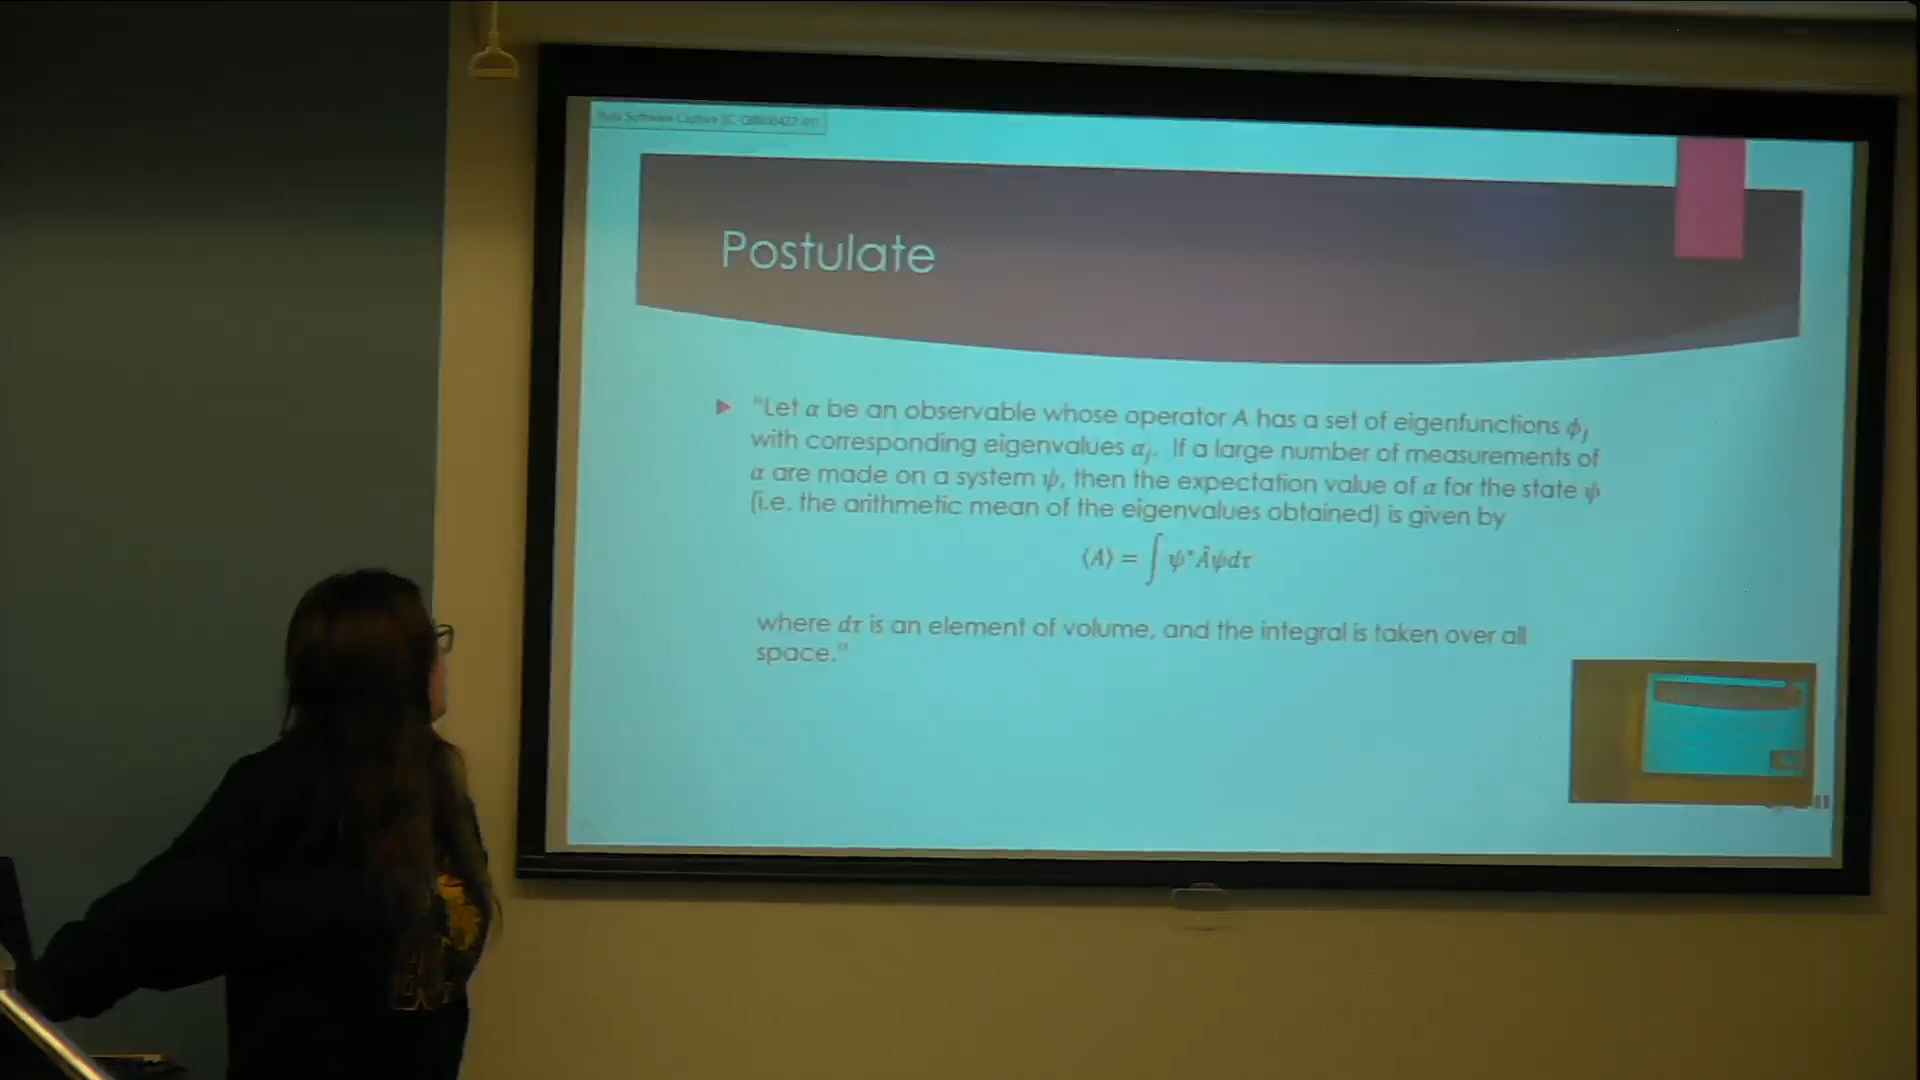 Software Capture
Postulate
"Let α be an observable whose operator A has a set of eigenfunctions ϕⱼ
with corresponding eigenvalues αⱼ. If a large number of measurements of
α are made on a system ψ, then the expectation value of α for the state ψ
(i.e. the arithmetic mean of the eigenvalues obtained) is given by
⟨A⟩ = ∫ ψ*Âψdτ
where dτ is an element of volume, and the integral is taken over all
space."